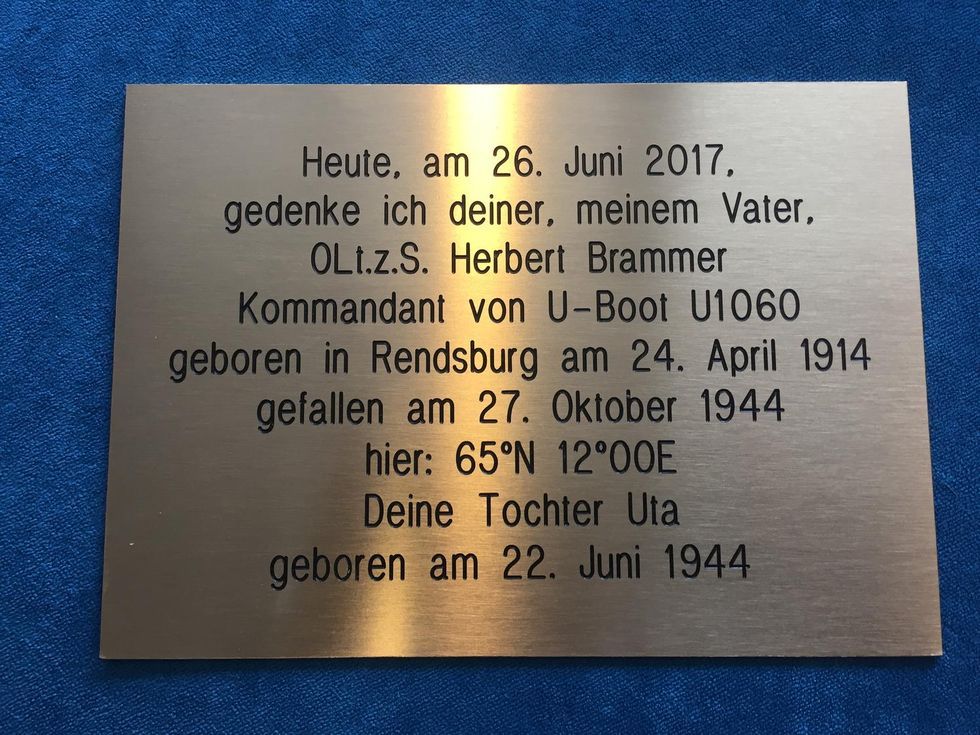 Heute, am 26. Juni 2017,
gedenke ich deiner, meinem Vater,
OLt.z.S. Herbert Brammer
Kommandant von U-Boot U1060
geboren in Rendsburg am 24. April 1914
gefallen am 27. Oktober 1944
hier: 65°N 12°00E
Deine Tochter Uta
geboren am 22. Juni 1944